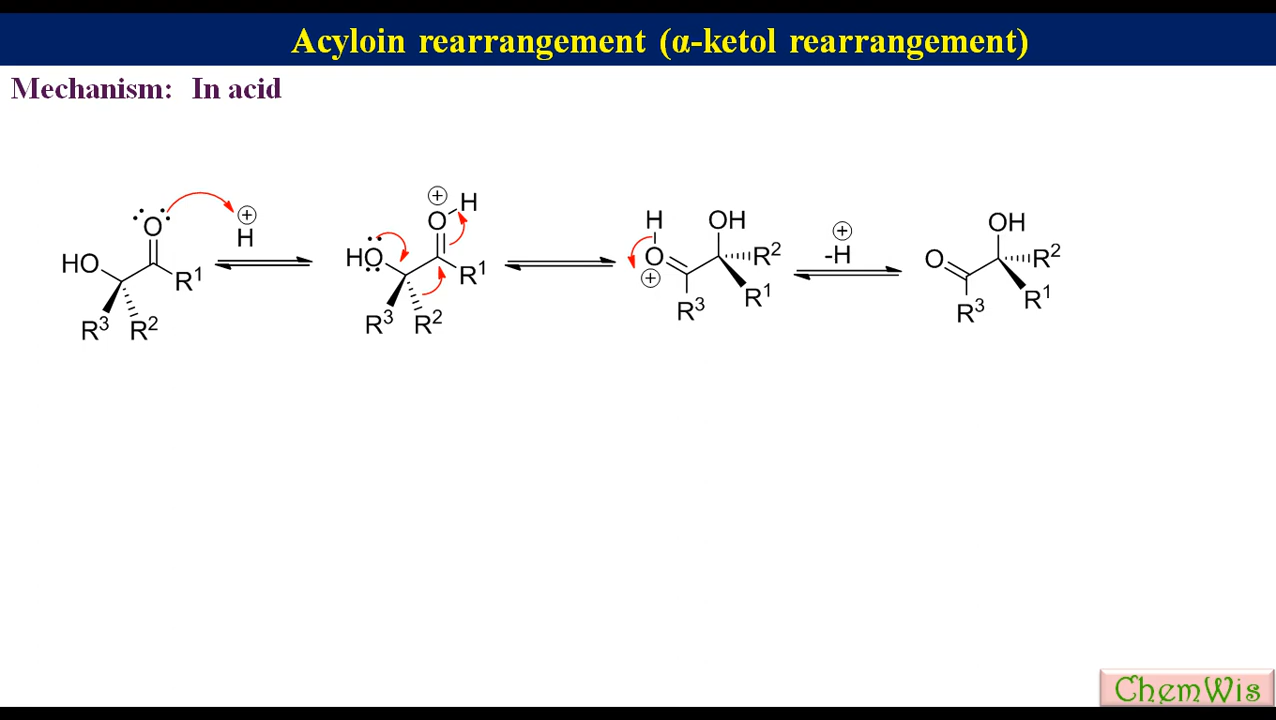 Acyloin rearrangement (α-ketol rearrangement)
Mechanism: In acid
HO O R¹ R³ R²
⊕ H
HO ⊕ O H R¹ R³ R²
H O ⊕ R³ OH R² R¹
⊕ -H
O R³ OH R² R¹
ChemWis